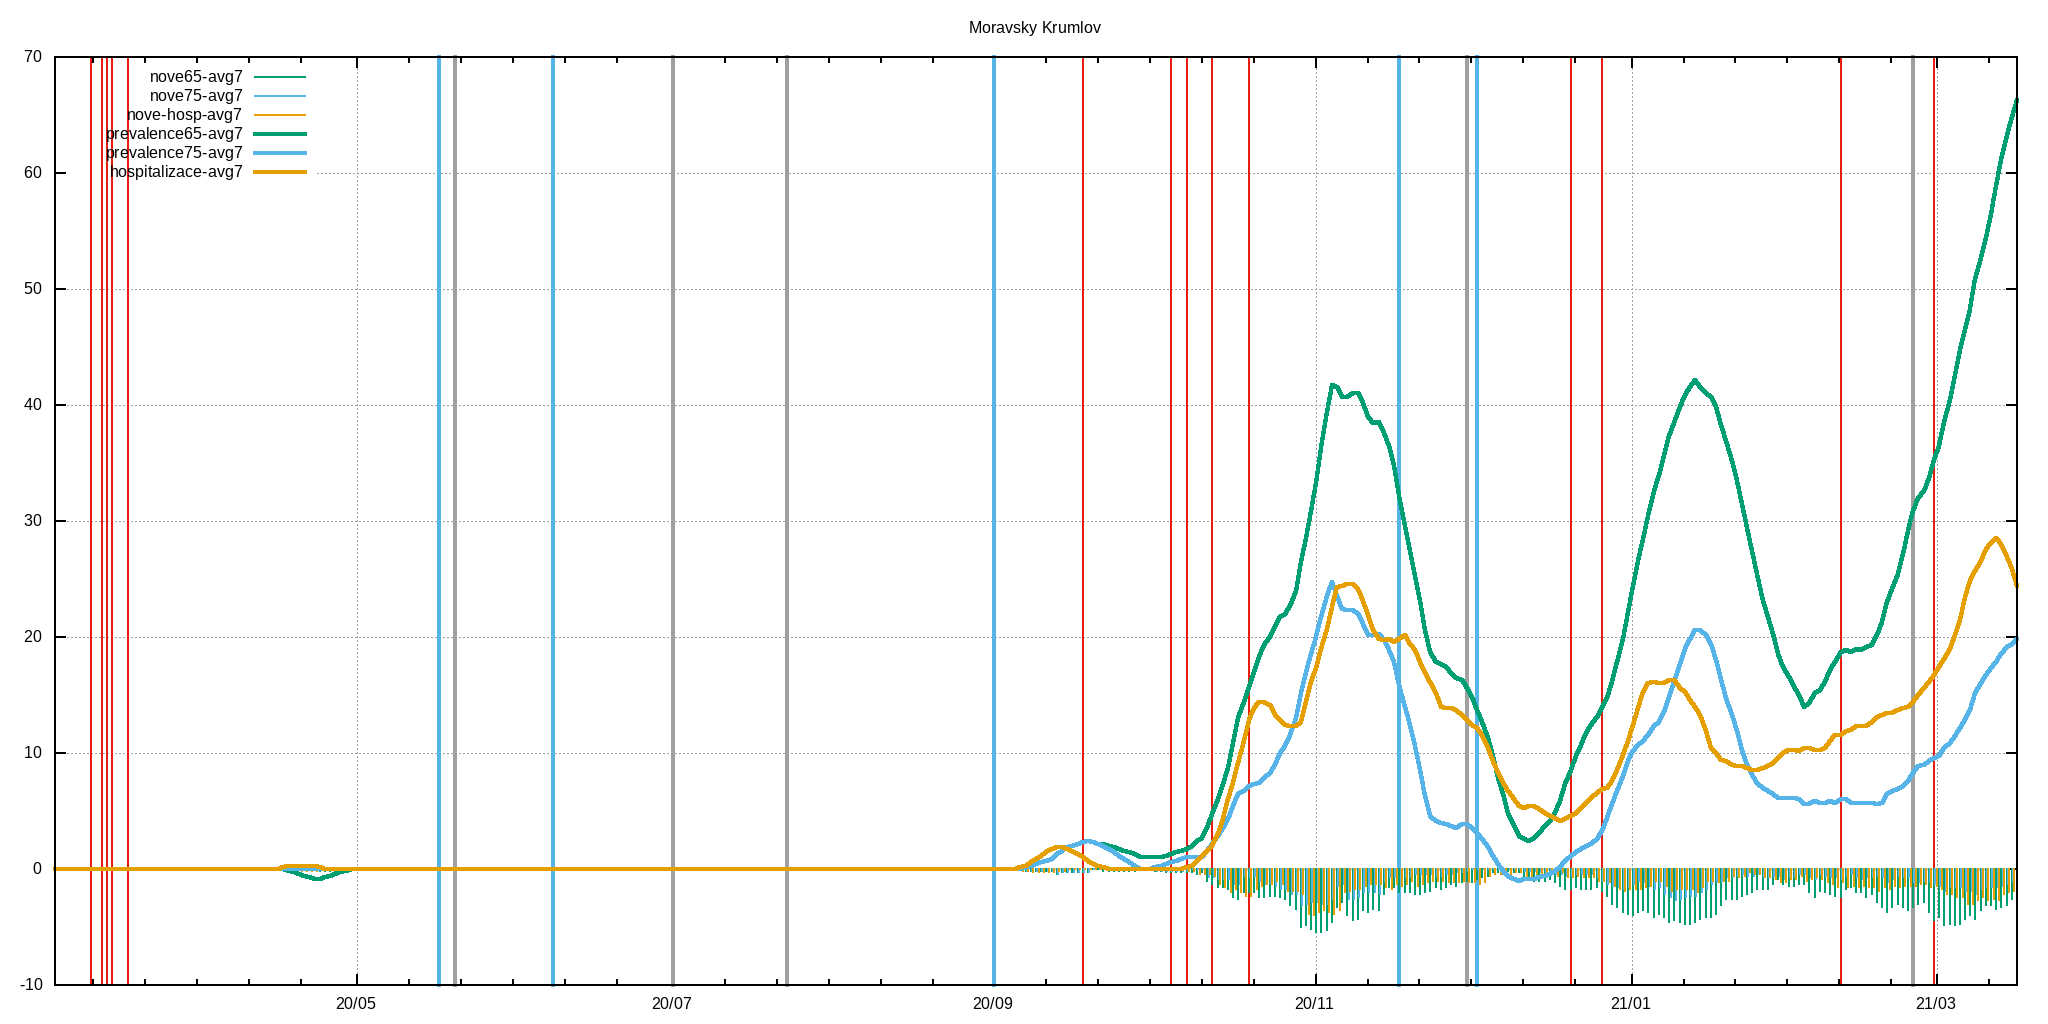 Moravsky Krumlov
70
60
50
40
30
20
10
0
-10
nove65-avg7
nove75-avg7
nove-hosp-avg7
prevalence65-avg7
prevalence75-avg7
hospitalizace-avg7
20/05 20/07 20/09 20/11 21/01 21/03